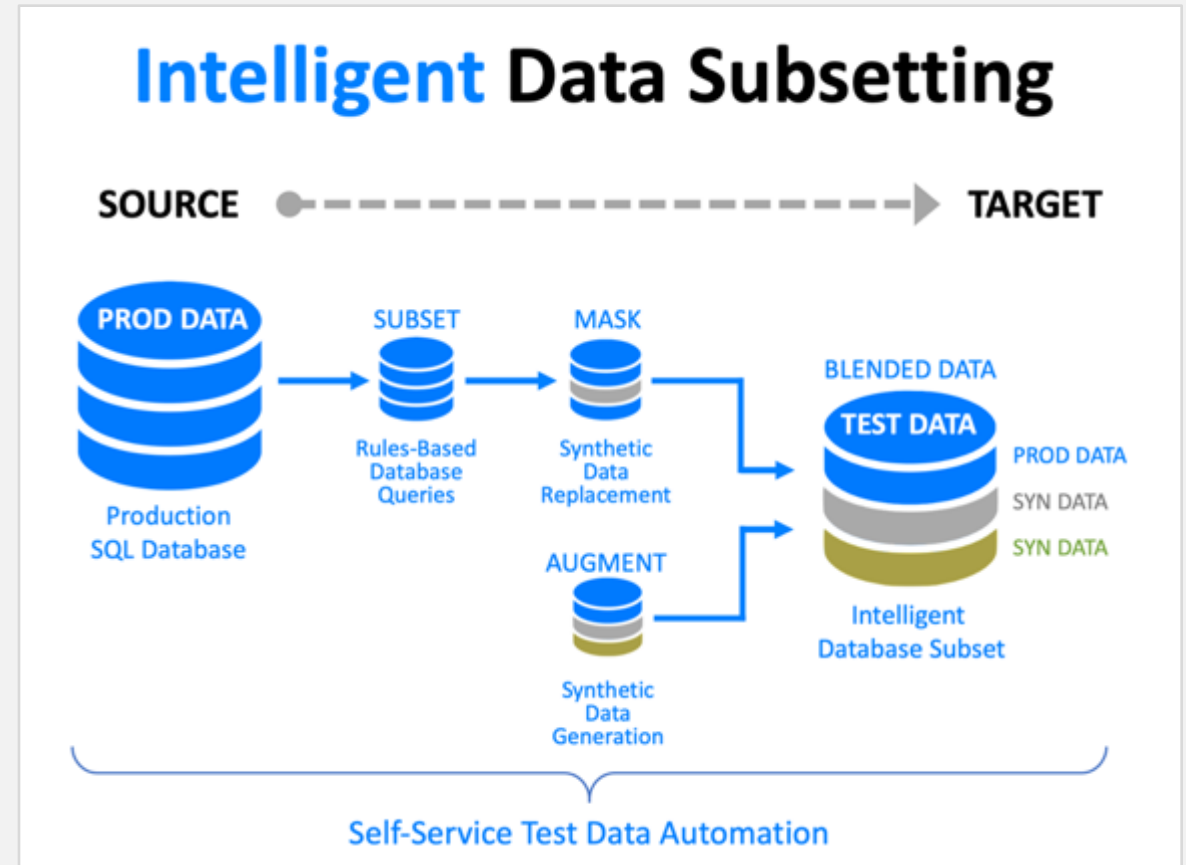 Intelligent Data Subsetting
SOURCE
TARGET
PROD DATA
Production
SQL Database
SUBSET
Rules-Based
Database
Queries
MASK
Synthetic
Data
Replacement
AUGMENT
Synthetic
Data
Generation
BLENDED DATA
TEST DATA
PROD DATA
SYN DATA
SYN DATA
Intelligent
Database Subset
Self-Service Test Data Automation